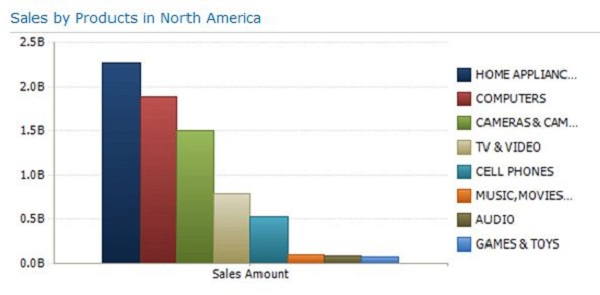 Sales by Products in North America
2.5B
2.0B
1.5B
1.0B
0.5B
0.0B
Sales Amount
HOME APPLIANC...
COMPUTERS
CAMERAS & CAM...
TV & VIDEO
CELL PHONES
MUSIC,MOVIES...
AUDIO
GAMES & TOYS